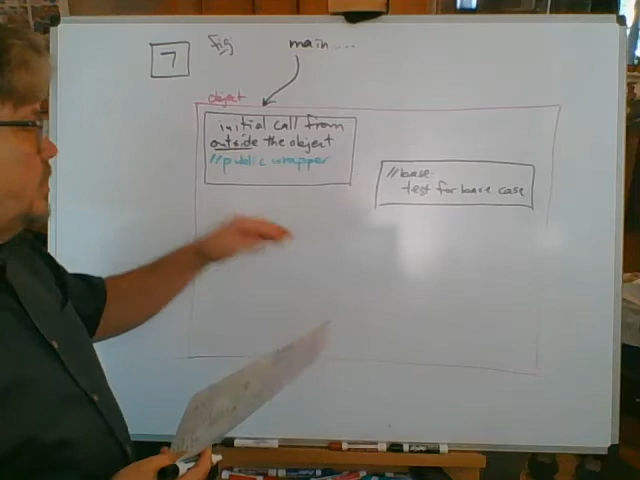 7
Fig
main....
object
initial call from
outside the object
//public wrapper
//base
test for base case